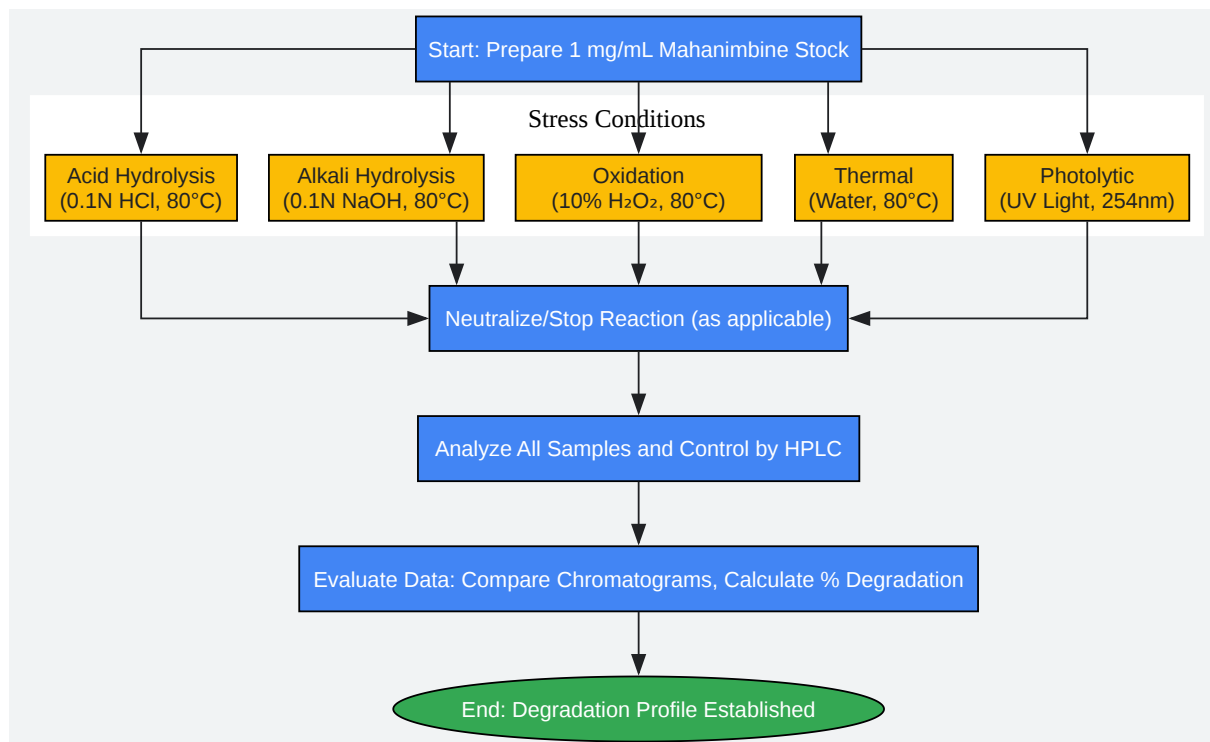 Start: Prepare 1 mg/mL Mahanimbine Stock
Stress Conditions
Acid Hydrolysis
(0.1N HCl, 80°C)
Alkali Hydrolysis
(0.1N NaOH, 80°C)
Oxidation
(10% H₂O₂, 80°C)
Thermal
(Water, 80°C)
Photolytic
(UV Light, 254nm)
Neutralize/Stop Reaction (as applicable)
Analyze All Samples and Control by HPLC
Evaluate Data: Compare Chromatograms, Calculate % Degradation
End: Degradation Profile Established